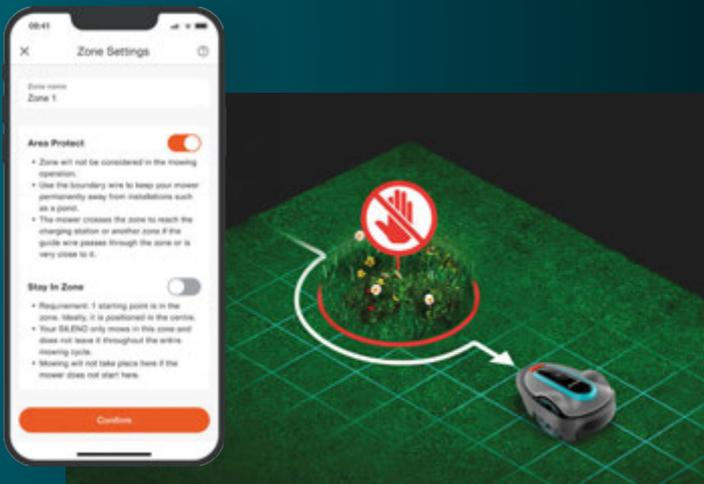 09:41
Zone Settings
Zone name
Zone 1
Area Protect
• Zone will not be considered in the mowing
operation.
• Use the boundary wire to keep your mower
permanently away from installations such
as a pond.
• The mower crosses the zone to reach the
charging station or another zone if the
guide wire passes through the zone or is
very close to it.
Stay In Zone
• Requirement: 1 starting point is in the
zone. Ideally, it is positioned in the centre.
• Your SILENO only mows in this zone and
does not leave it throughout the entire
mowing cycle.
• Mowing will not take place here if the
mower does not start here.
Confirm